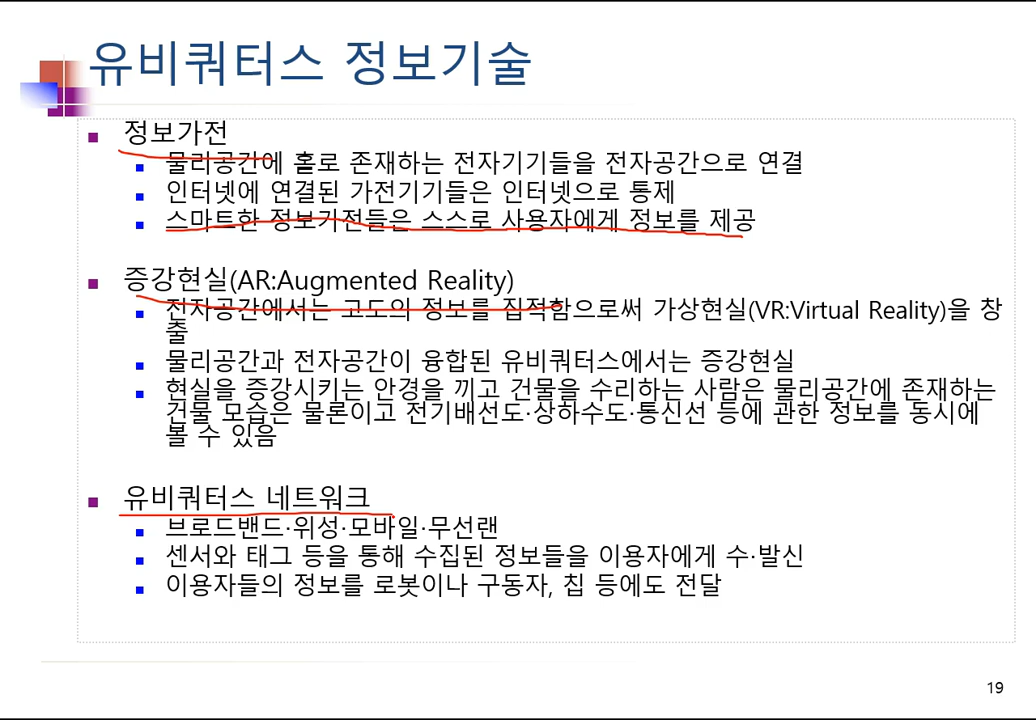 유비쿼터스 정보기술
정보가전
물리공간에 홀로 존재하는 전자기기들을 전자공간으로 연결
인터넷에 연결된 가전기기들은 인터넷으로 통제
스마트한 정보가전들은 스스로 사용자에게 정보를 제공
증강현실(AR:Augmented Reality)
전자공간에서는 고도의 정보를 집적함으로써 가상현실(VR:Virtual Reality)을 창
출
물리공간과 전자공간이 융합된 유비쿼터스에서는 증강현실
현실을 증강시키는 안경을 끼고 건물을 수리하는 사람은 물리공간에 존재하는
건물 모습은 물론이고 전기배선도·상하수도·통신선 등에 관한 정보를 동시에
볼 수 있음
유비쿼터스 네트워크
브로드밴드·위성·모바일·무선랜
센서와 태그 등을 통해 수집된 정보들을 이용자에게 수·발신
이용자들의 정보를 로봇이나 구동자, 칩 등에도 전달
19